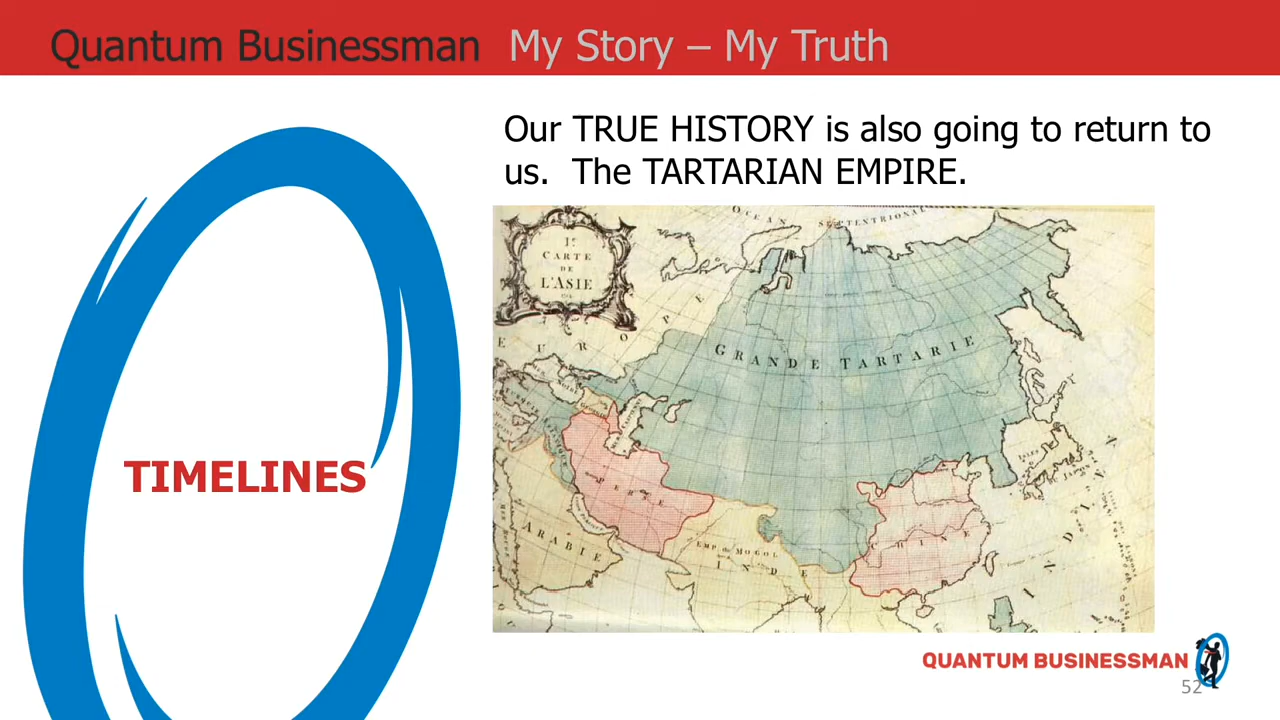 Quantum Businessman My Story – My Truth
Our TRUE HISTORY is also going to return to
us. The TARTARIAN EMPIRE.
TIMELINES
OCEAN SEPTENTRIONAL
Ie.
CARTE
DE
L'ASIE
EUROPE
GRANDE TARTARIE
TURQUIE
PERSE
ARABIE
EMP. du MOGOL
INDE
CHINE
QUANTUM BUSINESSMAN
52